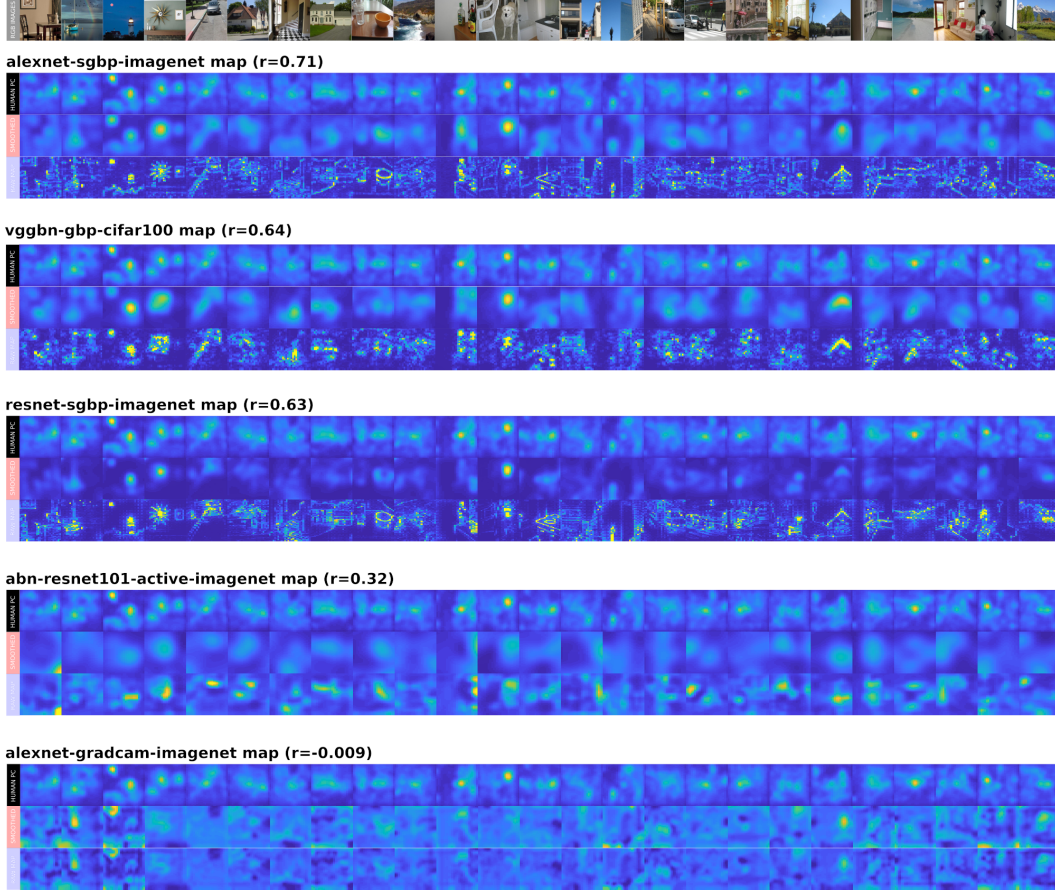 RGB IMAGES
alexnet-sgbp-imagenet map (r=0.71)
HUMAN PC
SMOOTHED
vggbn-gbp-cifar100 map (r=0.64)
HUMAN PC
SMOOTHED
resnet-sgbp-imagenet map (r=0.63)
HUMAN PC
SMOOTHED
abn-resnet101-active-imagenet map (r=0.32)
HUMAN PC
SMOOTHED
alexnet-gradcam-imagenet map (r=-0.009)
HUMAN PC
SMOOTHED